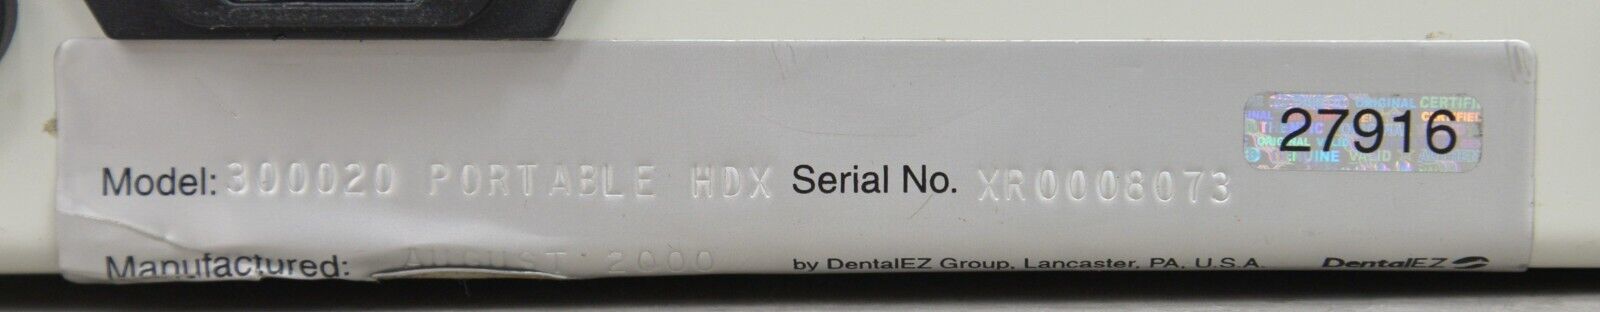 27916
Model: 300020 PORTABLE HDX Serial No. XR0008073
Manufactured: AUGUST 2000 by DentalEZ Group, Lancaster, PA, U.S.A. DentalEZ